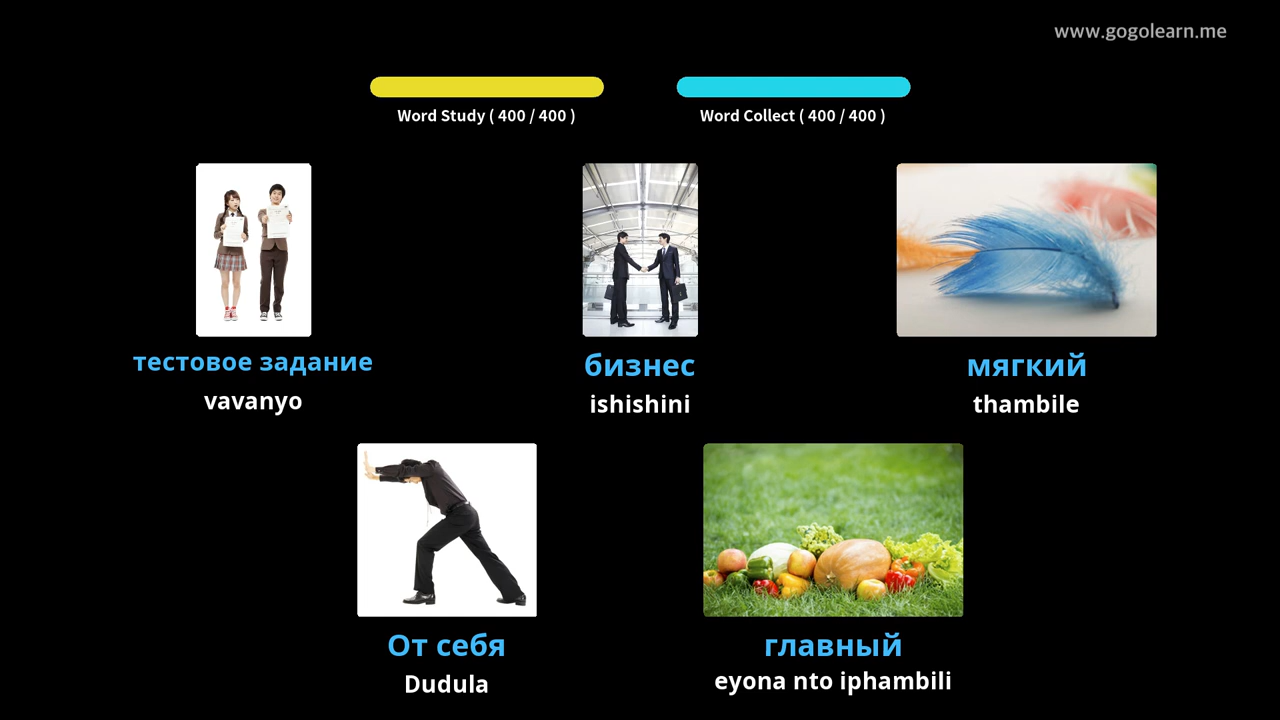 www.gogolearn.me
Word Study ( 400 / 400 )
Word Collect ( 400 / 400 )
тестовое задание
vavanyo
бизнес
ishishini
мягкий
thambile
От себя
Dudula
главный
eyona nto iphambili